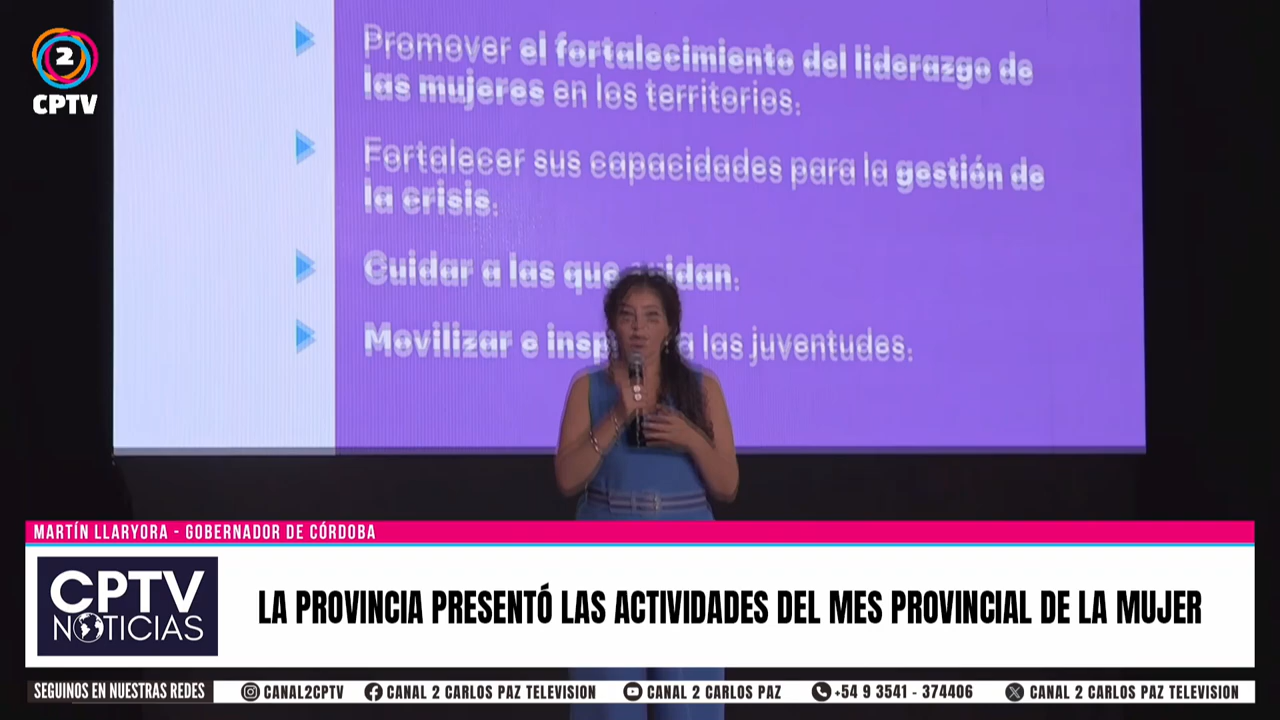 2
CPTV
Promover el fortalecimiento del liderazgo de
las mujeres en los territorios.
Fortalecer sus capacidades para la gestión de
la crisis.
Cuidar a las que cuidan.
Movilizar e inspirar a las juventudes.
MARTÍN LLARYORA - GOBERNADOR DE CÓRDOBA
CPTV
NOTICIAS
LA PROVINCIA PRESENTÓ LAS ACTIVIDADES DEL MES PROVINCIAL DE LA MUJER
SEGUINOS EN NUESTRAS REDES
CANAL2CPTV
CANAL 2 CARLOS PAZ TELEVISION
CANAL 2 CARLOS PAZ
+54 9 3541 - 374406
CANAL 2 CARLOS PAZ TELEVISION